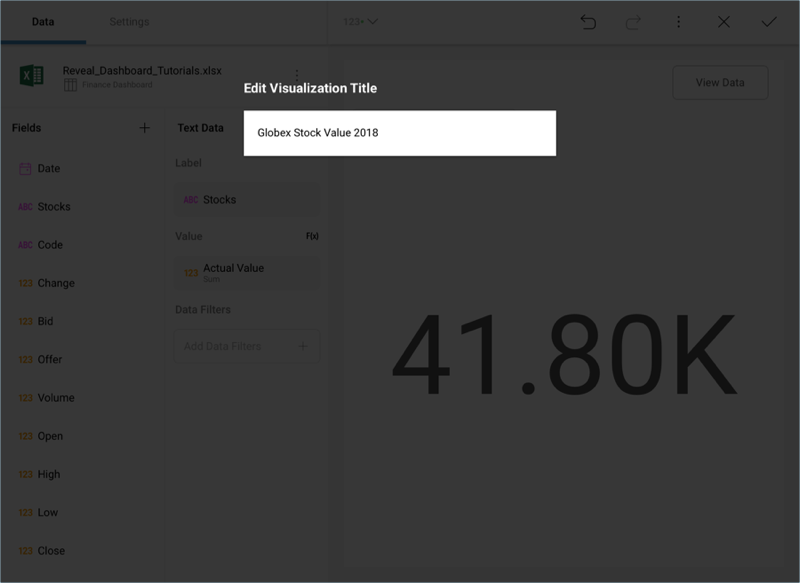 Data
Settings
123+
Reveal_Dashboard_Tutorials.xlsx
Finance Dashboard
Edit Visualization Title
Globex Stock Value 2018
View Data
Fields
Date
ABC Stocks
ABC Code
123 Change
123 Bid
123 Offer
123 Volume
123 Open
123 High
123 Low
123 Close
Text Data
Label
ABC Stocks
Value
F(x)
123 Actual Value
Sum
Data Filters
Add Data Filters
41.80K